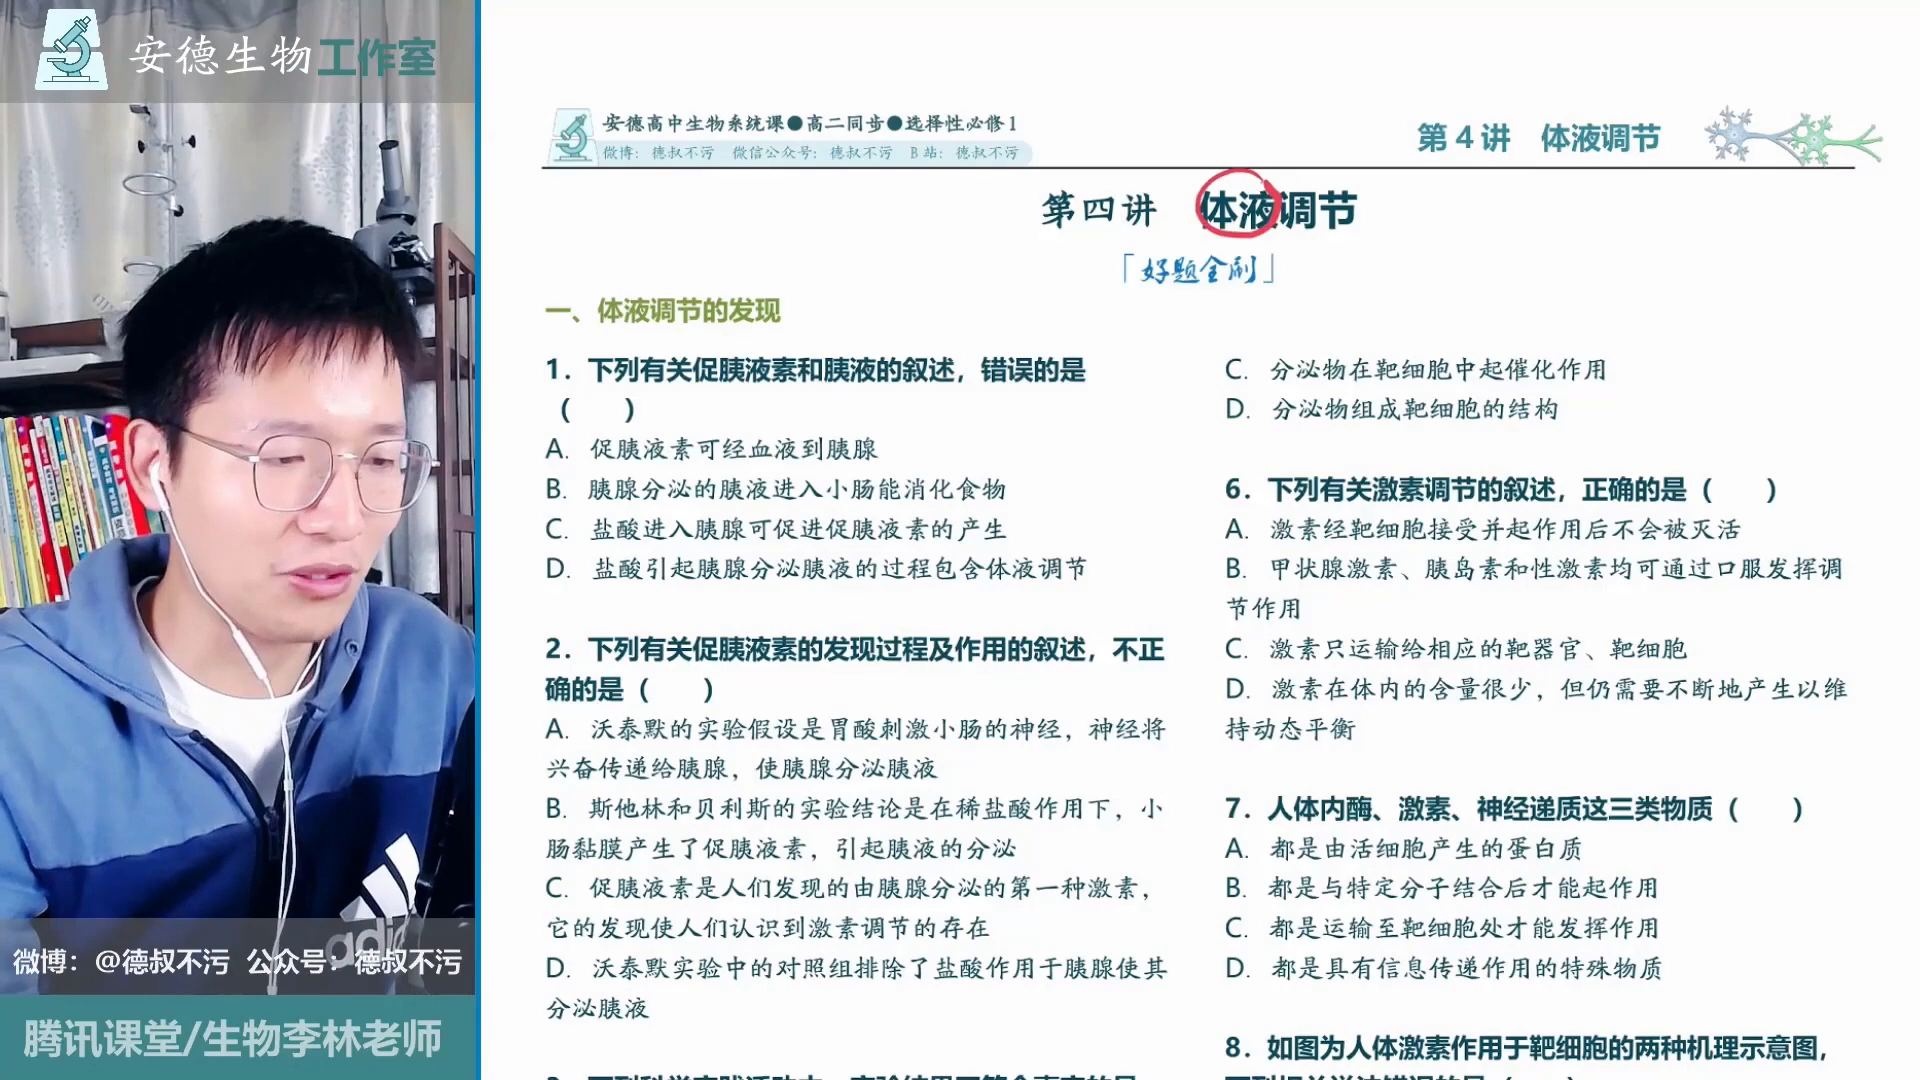 安德生物工作室
安德高中生物系统课●高二同步●选择性必修1
微博：德叔不污 微信公众号：德叔不污 B站：德叔不污
第4讲 体液调节
第四讲 体液调节
「好题全刷」
一、体液调节的发现
1．下列有关促胰液素和胰液的叙述，错误的是
（　　）
A. 促胰液素可经血液到胰腺
B. 胰腺分泌的胰液进入小肠能消化食物
C. 盐酸进入胰腺可促进促胰液素的产生
D. 盐酸引起胰腺分泌胰液的过程包含体液调节
2．下列有关促胰液素的发现过程及作用的叙述，不正
确的是（　　）
A. 沃泰默的实验假设是胃酸刺激小肠的神经，神经将
兴奋传递给胰腺，使胰腺分泌胰液
B. 斯他林和贝利斯的实验结论是在稀盐酸作用下，小
肠黏膜产生了促胰液素，引起胰液的分泌
C. 促胰液素是人们发现的由胰腺分泌的第一种激素，
它的发现使人们认识到激素调节的存在
D. 沃泰默实验中的对照组排除了盐酸作用于胰腺使其
分泌胰液
C. 分泌物在靶细胞中起催化作用
D. 分泌物组成靶细胞的结构
6．下列有关激素调节的叙述，正确的是（　　）
A. 激素经靶细胞接受并起作用后不会被灭活
B. 甲状腺激素、胰岛素和性激素均可通过口服发挥调
节作用
C. 激素只运输给相应的靶器官、靶细胞
D. 激素在体内的含量很少，但仍需要不断地产生以维
持动态平衡
7．人体内酶、激素、神经递质这三类物质（　　）
A. 都是由活细胞产生的蛋白质
B. 都是与特定分子结合后才能起作用
C. 都是运输至靶细胞处才能发挥作用
D. 都是具有信息传递作用的特殊物质
8．如图为人体激素作用于靶细胞的两种机理示意图，
微博：@德叔不污 公众号：德叔不污
腾讯课堂/生物李林老师